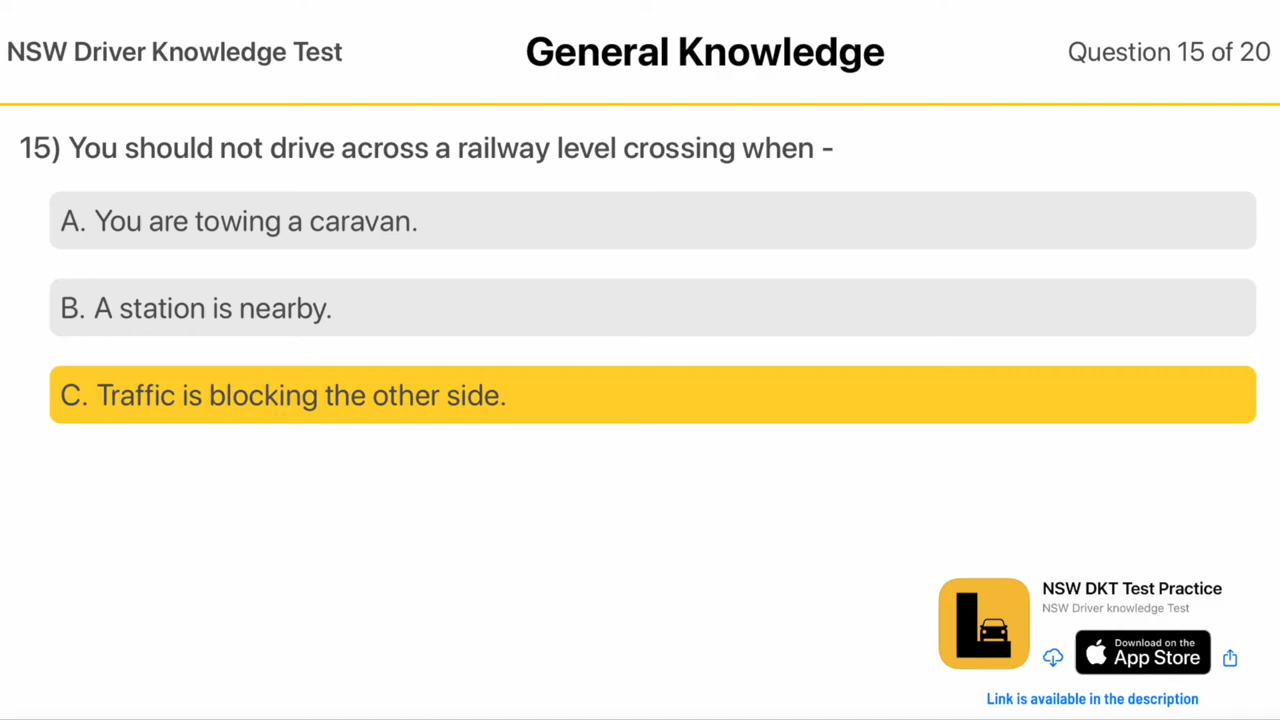 NSW Driver Knowledge Test
General Knowledge
Question 15 of 20
15) You should not drive across a railway level crossing when -
A. You are towing a caravan.
B. A station is nearby.
C. Traffic is blocking the other side.
NSW DKT Test Practice
NSW Driver knowledge Test
Download on the
App Store
Link is available in the description